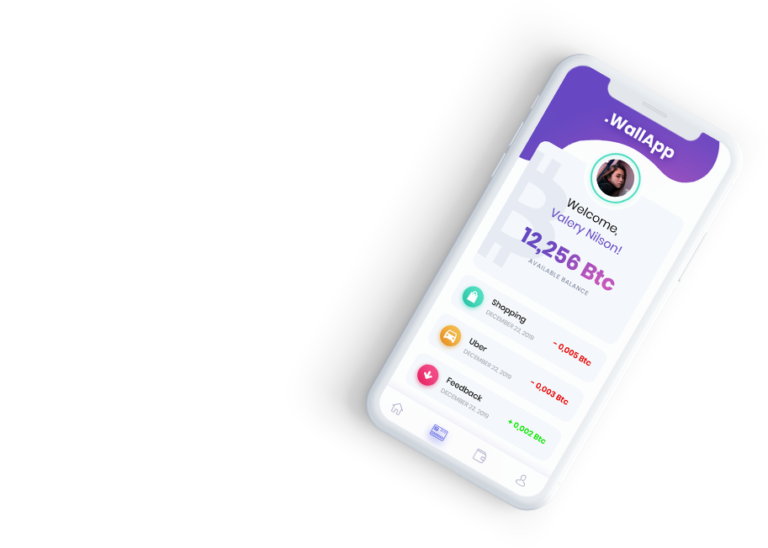 .WallApp
Welcome,
Valery Nilson!
12,256 Btc
AVAILABLE BALANCE
Shopping
DECEMBER 22, 2019
- 0,005 Btc
Uber
DECEMBER 22, 2019
- 0,003 Btc
Feedback
DECEMBER 22, 2019
+ 0,002 Btc